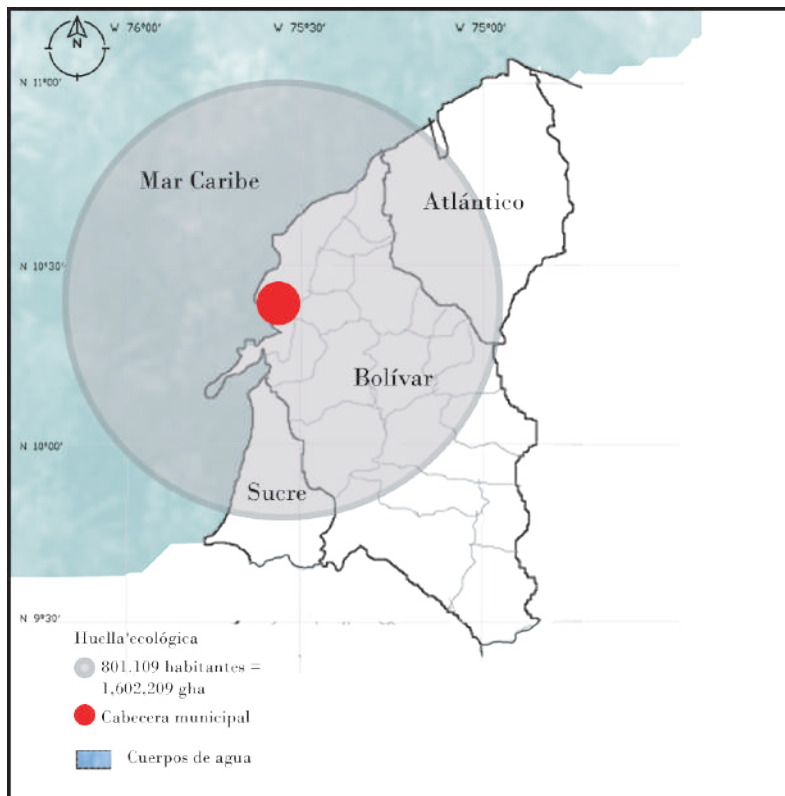 W 76°00'
W 75°30'
W 75°00'
N
N 11°00'
Mar Caribe
Atlántico
N 10°30'
Bolívar
N 10°00'
Sucre
N 9°30'
Huella ecológica
801.109 habitantes =
1,602,209 gha
Cabecera municipal
Cuerpos de agua